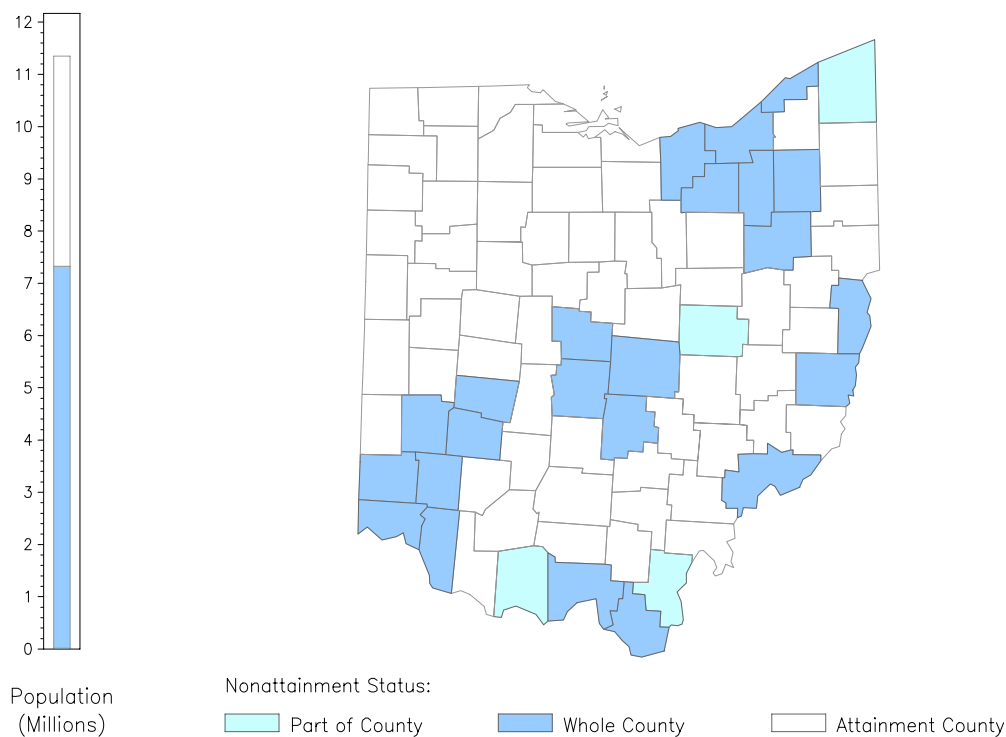 12
11
10
9
8
7
6
5
4
3
2
1
0
Population
(Millions)
Nonattainment Status:
Part of County
Whole County
Attainment County